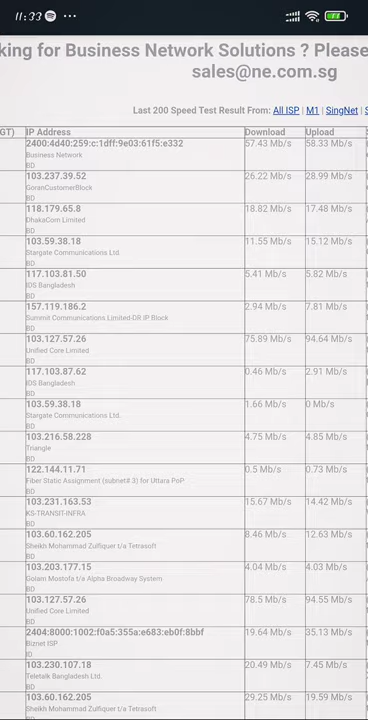 11:33
king for Business Network Solutions ? Please
sales@ne.com.sg
Last 200 Speed Test Result From: All ISP | M1 | SingNet | S
GT) IP Address Download Upload
2400:4d40:259:c:1dff:9e03:61f5:e332 57.43 Mb/s 58.33 Mb/s
Business Network
BD
103.237.39.52 26.22 Mb/s 28.99 Mb/s
GoranCustomerBlock
BD
118.179.65.8 18.82 Mb/s 17.48 Mb/s
DhakaCom Limited
BD
103.59.38.18 11.55 Mb/s 15.12 Mb/s
Stargate Communications Ltd.
BD
117.103.81.50 5.41 Mb/s 5.82 Mb/s
IDS Bangladesh
BD
157.119.186.2 2.94 Mb/s 7.81 Mb/s
Summit Communications Limited-DR IP Block
BD
103.127.57.26 75.89 Mb/s 94.64 Mb/s
Unified Core Limited
BD
117.103.87.62 0.46 Mb/s 2.91 Mb/s
IDS Bangladesh
BD
103.59.38.18 1.66 Mb/s 0 Mb/s
Stargate Communications Ltd.
BD
103.216.58.228 4.75 Mb/s 4.85 Mb/s
Triangle
BD
122.144.11.71 0.5 Mb/s 0.73 Mb/s
Fiber Static Assignment (subnet# 3) for Uttara PoP
BD
103.231.163.53 15.67 Mb/s 14.42 Mb/s
KS-TRANSIT-INFRA
BD
103.60.162.205 8.46 Mb/s 12.63 Mb/s
Sheikh Mohammad Zulfiquer t/a Tetrasoft
BD
103.203.177.15 4.04 Mb/s 4.03 Mb/s
Golam Mostofa t/a Alpha Broadway System
BD
103.127.57.26 78.5 Mb/s 94.55 Mb/s
Unified Core Limited
BD
2404:8000:1002:f0a5:355a:e683:eb0f:8bbf 19.64 Mb/s 35.13 Mb/s
Biznet ISP
ID
103.230.107.18 20.49 Mb/s 7.45 Mb/s
Teletalk Bangladesh Ltd.
BD
103.60.162.205 29.25 Mb/s 19.59 Mb/s
Sheikh Mohammad Zulfiquer t/a Tetrasoft
BD